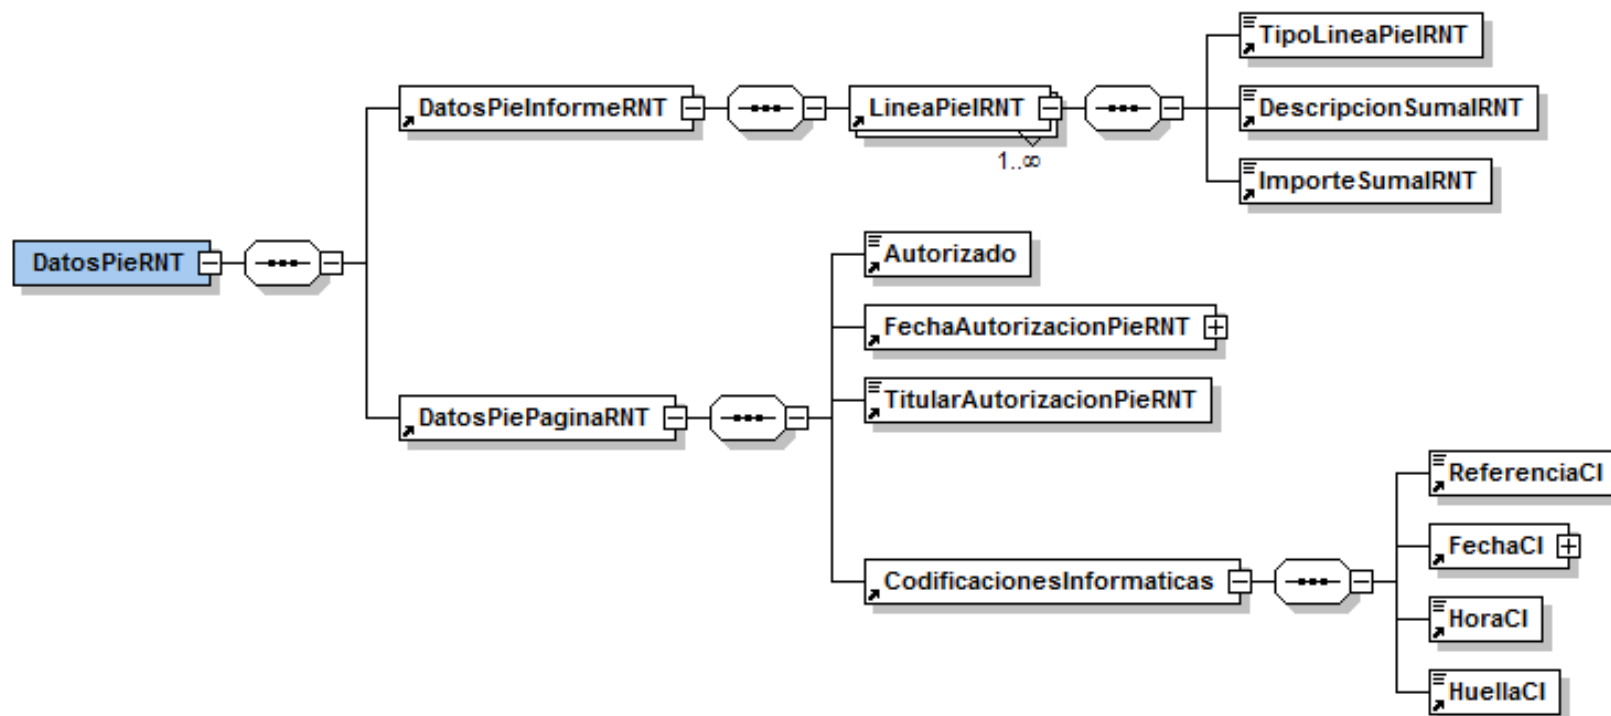 TipoLineaPieIRNT
DatosPieInformeRNT
LineaPieIRNT
DescripcionSumaIRNT
1..∞
ImporteSumaIRNT
DatosPieRNT
Autorizado
FechaAutorizacionPieRNT
TitularAutorizacionPieRNT
DatosPiePaginaRNT
ReferenciaCI
FechaCI
CodificacionesInformaticas
HoraCI
HuellaCI